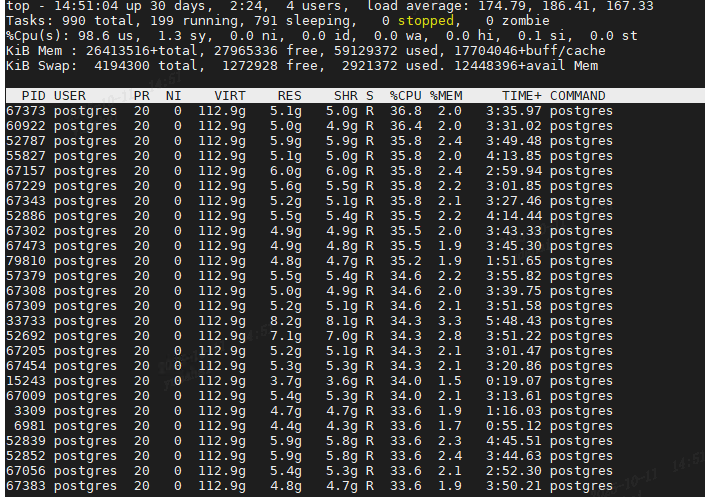 top - 14:51:04 up 30 days,  2:24,  4 users,  load average: 174.79, 186.41, 167.33
Tasks: 990 total, 199 running, 791 sleeping,   0 stopped,   0 zombie
%Cpu(s): 98.6 us,  1.3 sy,  0.0 ni,  0.0 id,  0.0 wa,  0.0 hi,  0.1 si,  0.0 st
KiB Mem : 26413516+total, 27965336 free, 59129372 used, 17704046+buff/cache
KiB Swap:  4194300 total,  1272928 free,  2921372 used. 12448396+avail Mem
PID USER PR NI VIRT RES SHR S %CPU %MEM TIME+ COMMAND
67373 postgres 20 0 112.9g 5.1g 5.0g R 36.8 2.0 3:35.97 postgres
60922 postgres 20 0 112.9g 5.0g 4.9g R 36.4 2.0 3:31.02 postgres
52787 postgres 20 0 112.9g 5.9g 5.9g R 35.8 2.4 3:49.48 postgres
55827 postgres 20 0 112.9g 5.1g 5.0g R 35.8 2.0 4:13.85 postgres
67157 postgres 20 0 112.9g 6.0g 6.0g R 35.8 2.4 2:59.94 postgres
67229 postgres 20 0 112.9g 5.6g 5.5g R 35.8 2.2 3:01.85 postgres
67343 postgres 20 0 112.9g 5.2g 5.1g R 35.8 2.1 3:27.46 postgres
52886 postgres 20 0 112.9g 5.5g 5.4g R 35.5 2.2 4:14.44 postgres
67302 postgres 20 0 112.9g 4.9g 4.9g R 35.5 2.0 3:43.33 postgres
67473 postgres 20 0 112.9g 4.9g 4.8g R 35.5 1.9 3:45.30 postgres
79810 postgres 20 0 112.9g 4.8g 4.7g R 35.2 1.9 1:51.65 postgres
57379 postgres 20 0 112.9g 5.5g 5.4g R 34.6 2.2 3:55.82 postgres
67308 postgres 20 0 112.9g 5.0g 4.9g R 34.6 2.0 3:39.75 postgres
67309 postgres 20 0 112.9g 5.2g 5.1g R 34.6 2.1 3:51.58 postgres
33733 postgres 20 0 112.9g 8.2g 8.1g R 34.3 3.3 5:48.43 postgres
52692 postgres 20 0 112.9g 7.1g 7.0g R 34.3 2.8 3:51.22 postgres
67205 postgres 20 0 112.9g 5.2g 5.1g R 34.3 2.1 3:01.47 postgres
67454 postgres 20 0 112.9g 5.3g 5.3g R 34.3 2.1 3:20.86 postgres
15243 postgres 20 0 112.9g 3.7g 3.6g R 34.0 1.5 0:19.07 postgres
67009 postgres 20 0 112.9g 5.4g 5.3g R 34.0 2.1 3:13.61 postgres
3309 postgres 20 0 112.9g 4.7g 4.7g R 33.6 1.9 1:16.03 postgres
6981 postgres 20 0 112.9g 4.4g 4.3g R 33.6 1.7 0:55.12 postgres
52839 postgres 20 0 112.9g 5.9g 5.8g R 33.6 2.3 4:45.51 postgres
52852 postgres 20 0 112.9g 5.9g 5.8g R 33.6 2.4 3:44.63 postgres
67056 postgres 20 0 112.9g 5.4g 5.3g R 33.6 2.1 2:52.30 postgres
67383 postgres 20 0 112.9g 4.8g 4.7g R 33.6 1.9 3:50.21 postgres